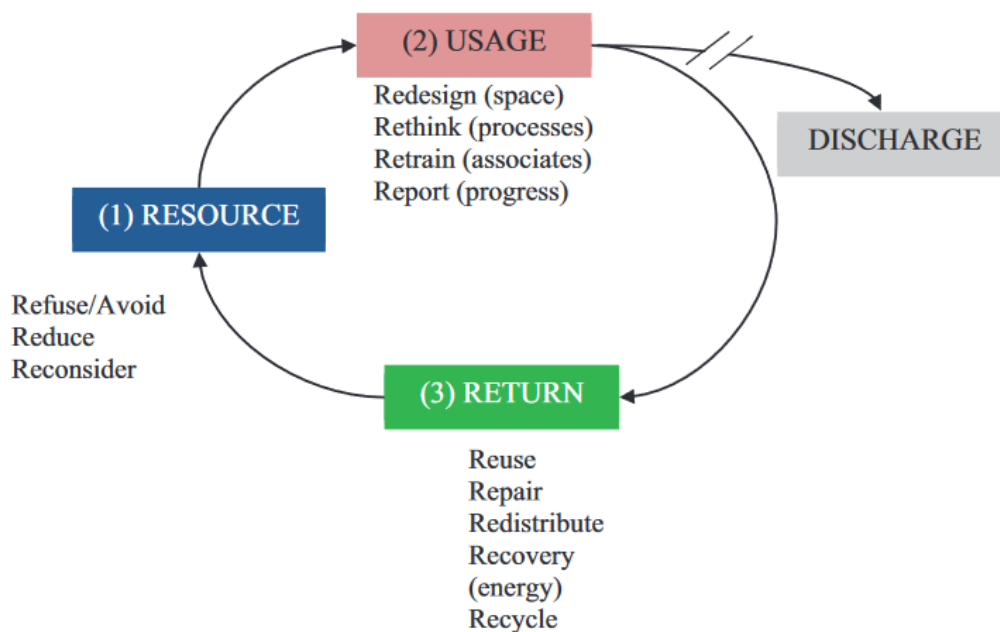 (2) USAGE
Redesign (space)
Rethink (processes)
Retrain (associates)
Report (progress)
DISCHARGE
(1) RESOURCE
Refuse/Avoid
Reduce
Reconsider
(3) RETURN
Reuse
Repair
Redistribute
Recovery
(energy)
Recycle